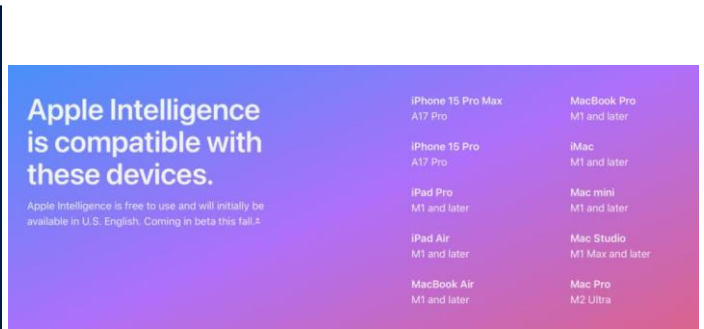 Apple Intelligence
is compatible with
these devices.
Apple Intelligence is free to use and will initially be
available in U.S. English. Coming in beta this fall.±
iPhone 15 Pro Max
A17 Pro
iPhone 15 Pro
A17 Pro
iPad Pro
M1 and later
iPad Air
M1 and later
MacBook Air
M1 and later
MacBook Pro
M1 and later
iMac
M1 and later
Mac mini
M1 and later
Mac Studio
M1 Max and later
Mac Pro
M2 Ultra